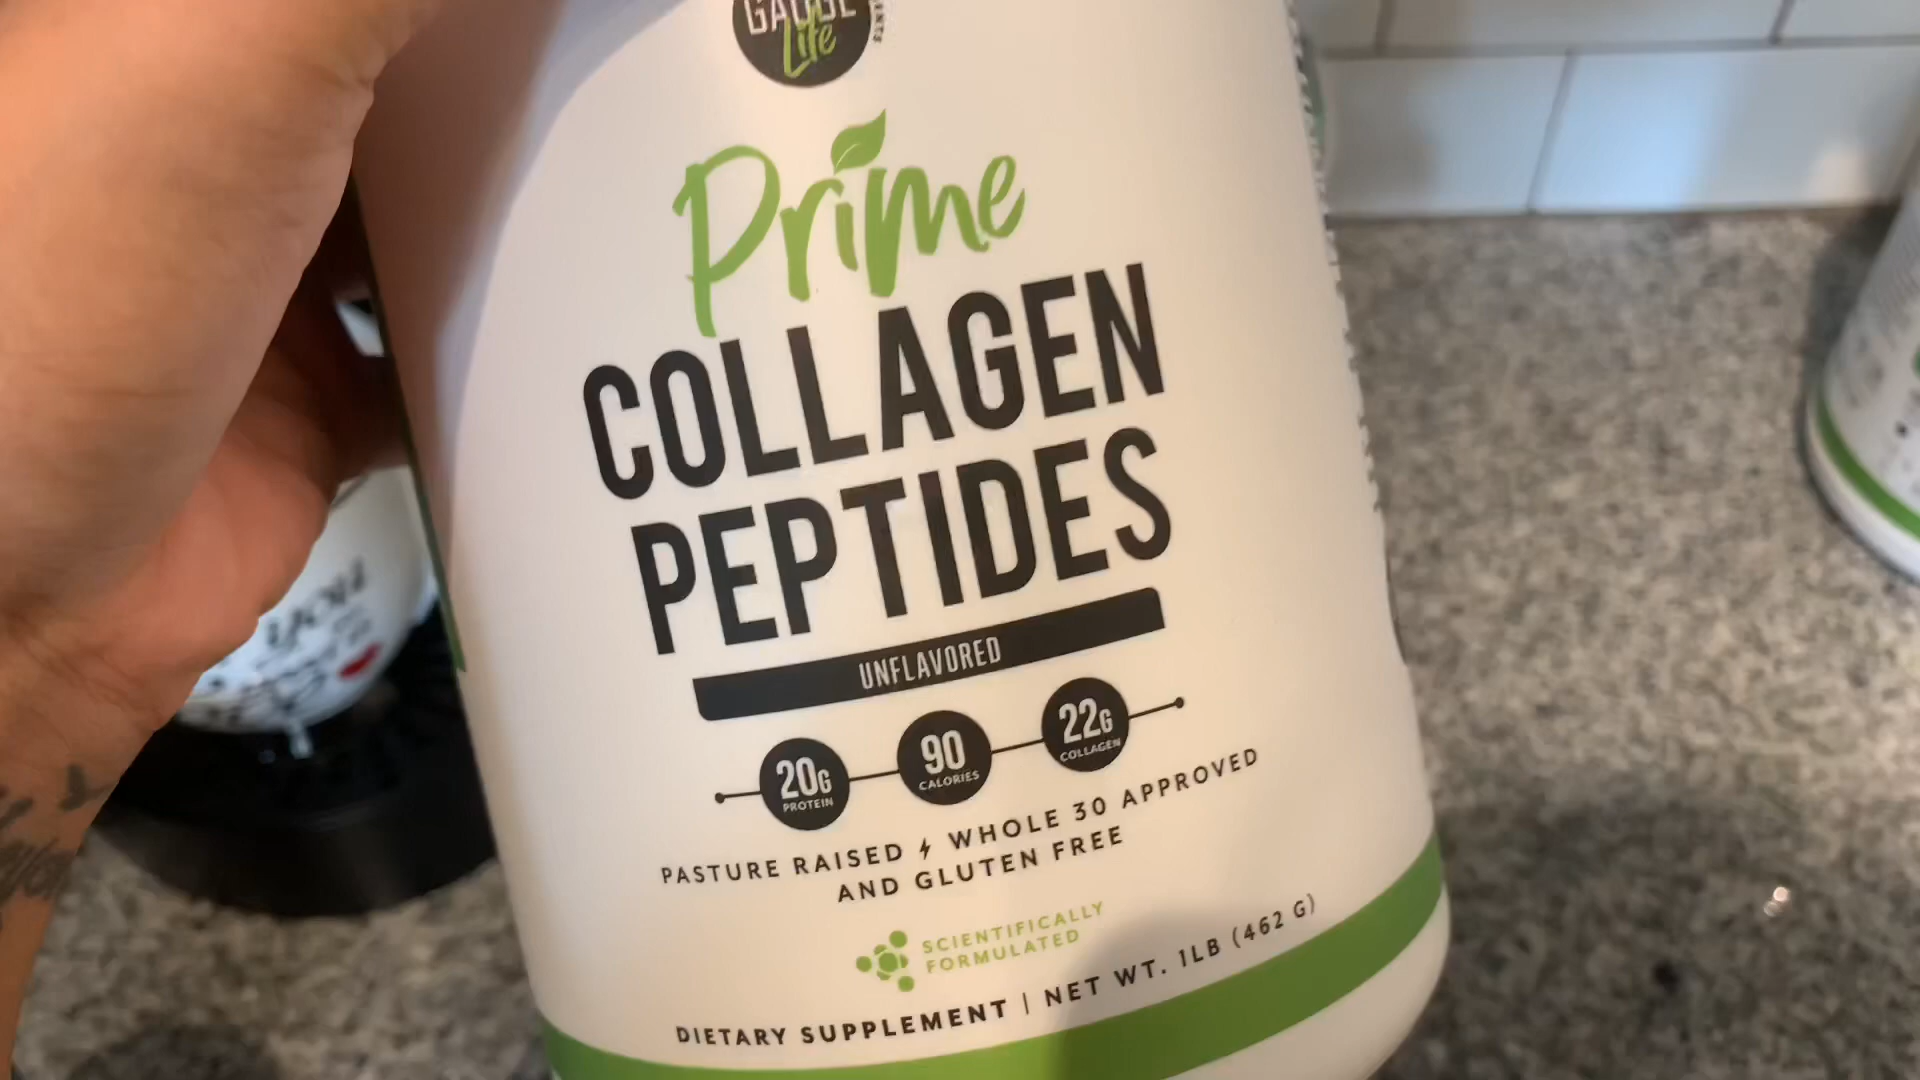 Life
Prime
COLLAGEN
PEPTIDES
UNFLAVORED
20G
PROTEIN
90
CALORIES
22G
COLLAGEN
PASTURE RAISED WHOLE 30 APPROVED
AND GLUTEN FREE
SCIENTIFICALLY
FORMULATED
DIETARY SUPPLEMENT | NET WT. 1LB (462 G)